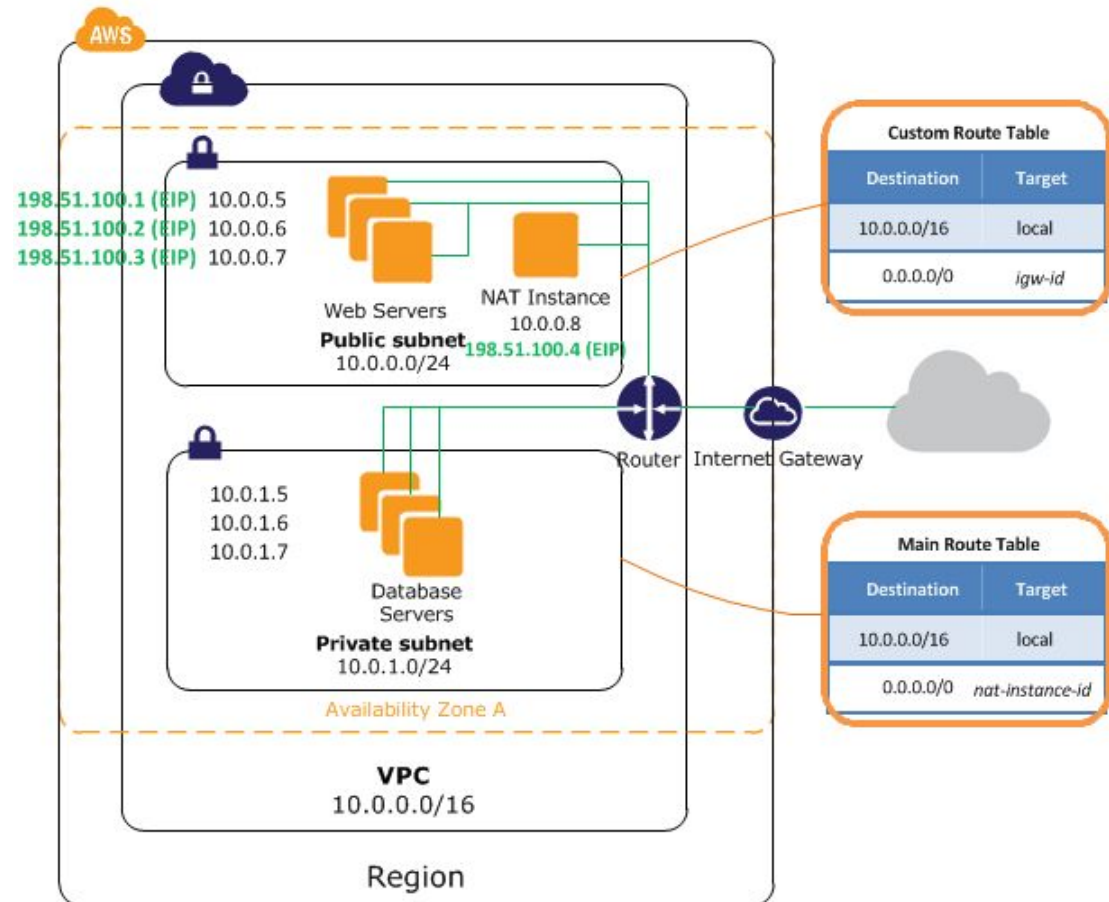 AWS
198.51.100.1 (EIP) 10.0.0.5
198.51.100.2 (EIP) 10.0.0.6
198.51.100.3 (EIP) 10.0.0.7
Web Servers
NAT Instance
10.0.0.8
198.51.100.4 (EIP)
Public subnet
10.0.0.0/24
Router
Internet Gateway
10.0.1.5
10.0.1.6
10.0.1.7
Database
Servers
Private subnet
10.0.1.0/24
Availability Zone A
VPC
10.0.0.0/16
Region
Custom Route Table
Destination Target
10.0.0.0/16 local
0.0.0.0/0 igw-id
Main Route Table
Destination Target
10.0.0.0/16 local
0.0.0.0/0 nat-instance-id